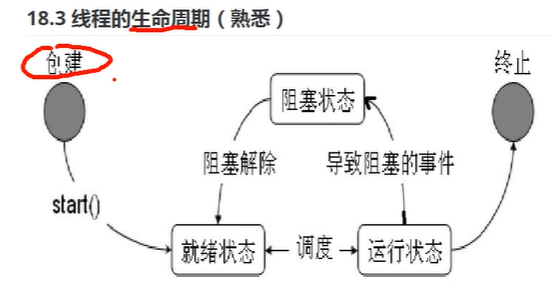 18.3 线程的生命周期（熟悉）
创建
终止
阻塞状态
阻塞解除
导致阻塞的事件
start()
就绪状态
调度
运行状态